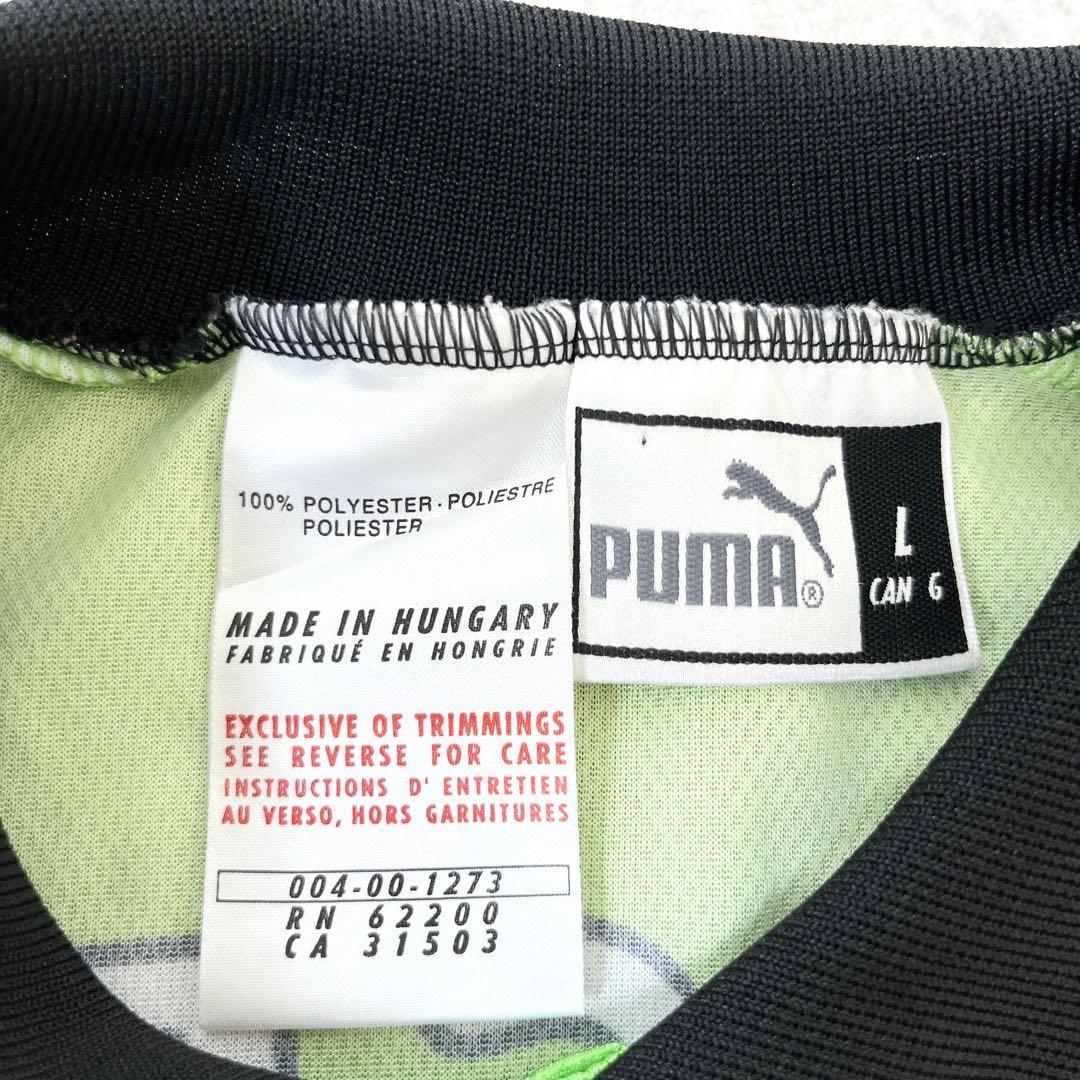 100% POLYESTER · POLIESTRE
POLIESTER
MADE IN HUNGARY
FABRIQUÉ EN HONGRIE
EXCLUSIVE OF TRIMMINGS
SEE REVERSE FOR CARE
INSTRUCTIONS D' ENTRETIEN
AU VERSO, HORS GARNITURES
004-00-1273
RN 62200
CA 31503
PUMA®
L
CAN G